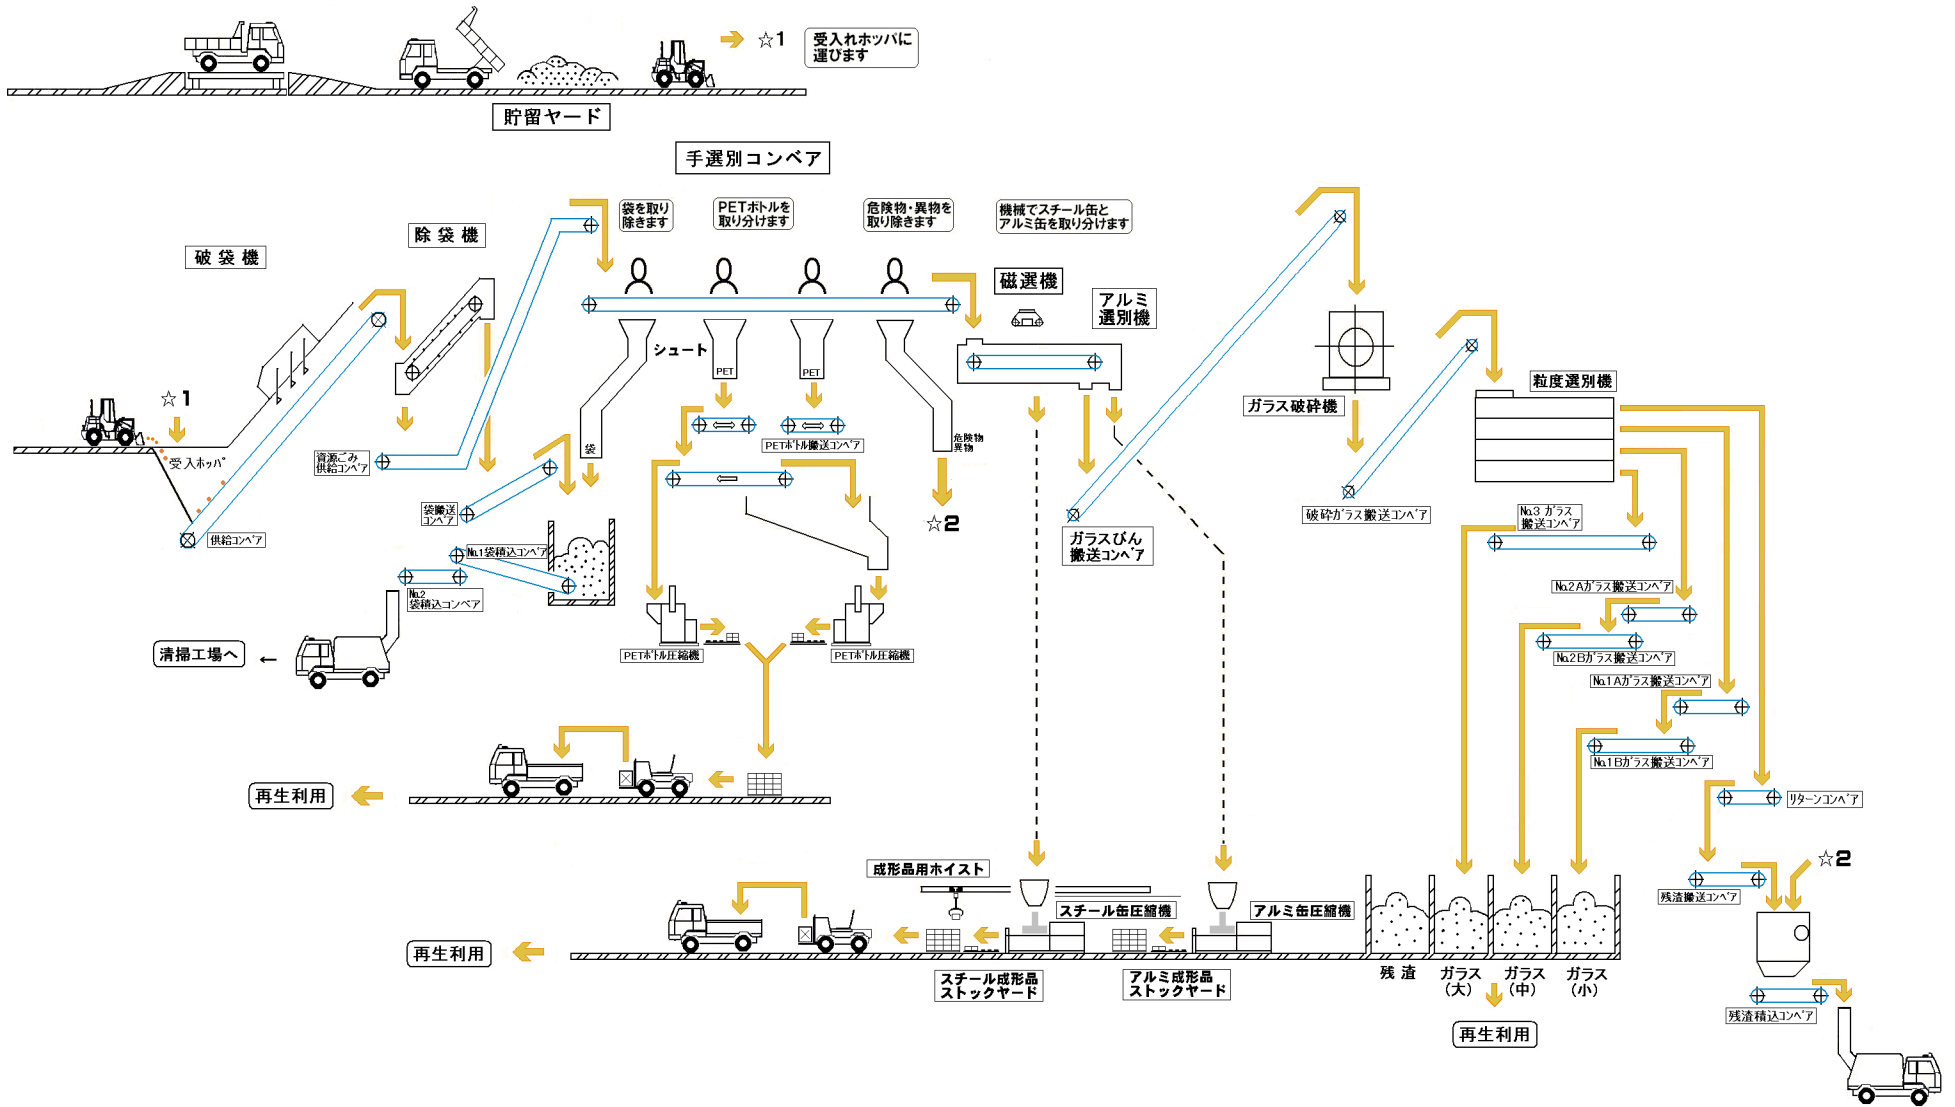 ☆1
受入れホッパに
運びます
貯留ヤード
手選別コンベア
袋を取り
除きます
PETボトルを
取り分けます
危険物・異物を
取り除きます
機械でスチール缶と
アルミ缶を取り分けます
除袋機
破袋機
磁選機
アルミ
選別機
シュート
PET
PET
粒度選別機
☆1
ガラス破砕機
PETボトル搬送コンベア
危険物
異物
袋
受入ホッパ
資源ごみ
供給コンベア
袋搬送
コンベア
☆2
破砕ガラス搬送コンベア
No.3 ガラス
搬送コンベア
供給コンベア
No.1袋積込コンベア
ガラスびん
搬送コンベア
No.2
袋積込コンベア
No.2Aガラス搬送コンベア
清掃工場へ
←
PETボトル圧縮機
PETボトル圧縮機
No.2Bガラス搬送コンベア
No.1Aガラス搬送コンベア
No.1Bガラス搬送コンベア
再生利用
リターンコンベア
☆2
成形品用ホイスト
スチール缶圧縮機
アルミ缶圧縮機
残渣搬送コンベア
再生利用
スチール成形品
ストックヤード
アルミ成形品
ストックヤード
残渣
ガラス
(大)
ガラス
(中)
ガラス
(小)
残渣積込コンベア
再生利用